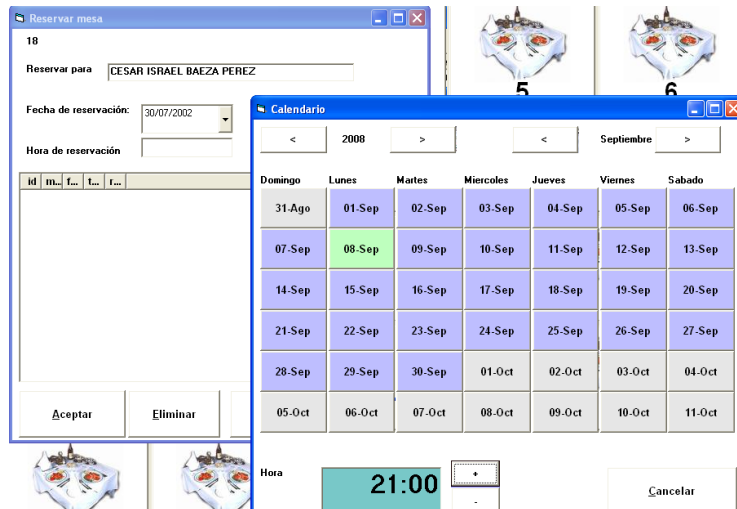 Reservar mesa
18
Reservar para CESAR ISRAEL BAEZA PEREZ
Fecha de reservación: 30/07/2002
Hora de reservación
id m... f... t... r...
Aceptar Eliminar
5 6
Calendario
< 2008 > < Septiembre >
Domingo Lunes Martes Miercoles Jueves Viernes Sabado
31-Ago 01-Sep 02-Sep 03-Sep 04-Sep 05-Sep 06-Sep
07-Sep 08-Sep 09-Sep 10-Sep 11-Sep 12-Sep 13-Sep
14-Sep 15-Sep 16-Sep 17-Sep 18-Sep 19-Sep 20-Sep
21-Sep 22-Sep 23-Sep 24-Sep 25-Sep 26-Sep 27-Sep
28-Sep 29-Sep 30-Sep 01-Oct 02-Oct 03-Oct 04-Oct
05-Oct 06-Oct 07-Oct 08-Oct 09-Oct 10-Oct 11-Oct
Hora 21:00 + - Cancelar